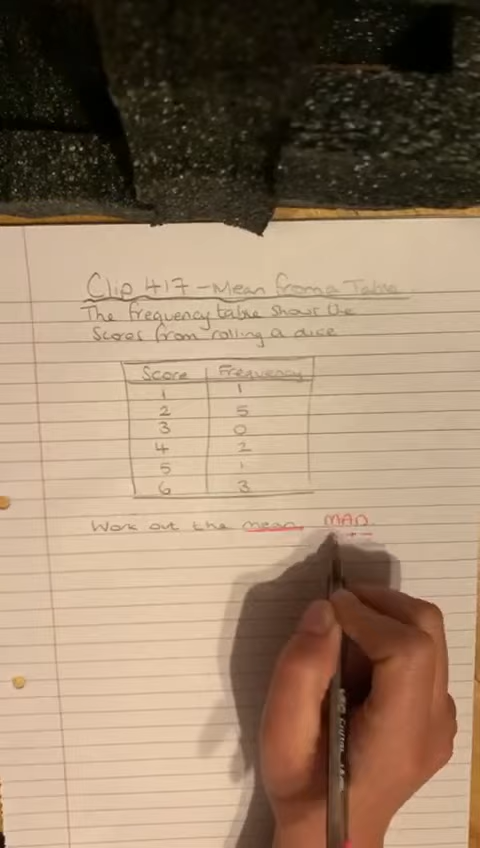 Clip 417 - Mean from a Table
The frequency table shows the
Scores from rolling a dice
Score Frequency
1 1
2 5
3 0
4 2
5 1
6 3
Work out the mean MAD